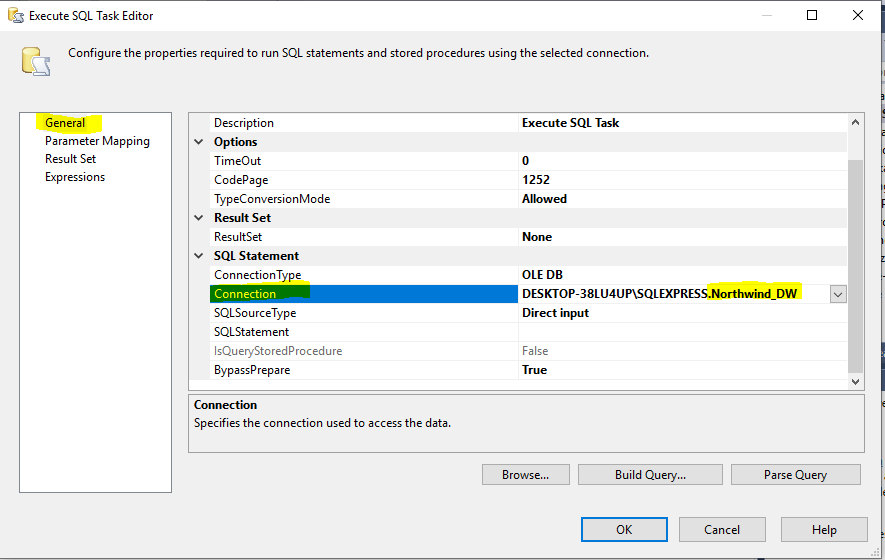 Execute SQL Task Editor
Configure the properties required to run SQL statements and stored procedures using the selected connection.
General
Parameter Mapping
Result Set
Expressions
Description Execute SQL Task
Options
TimeOut 0
CodePage 1252
TypeConversionMode Allowed
Result Set
ResultSet None
SQL Statement
ConnectionType OLE DB
Connection DESKTOP-38LU4UP\SQLEXPRESS.Northwind_DW
SQLSourceType Direct input
SQLStatement
IsQueryStoredProcedure False
BypassPrepare True
Connection
Specifies the connection used to access the data.
Browse... Build Query... Parse Query
OK Cancel Help